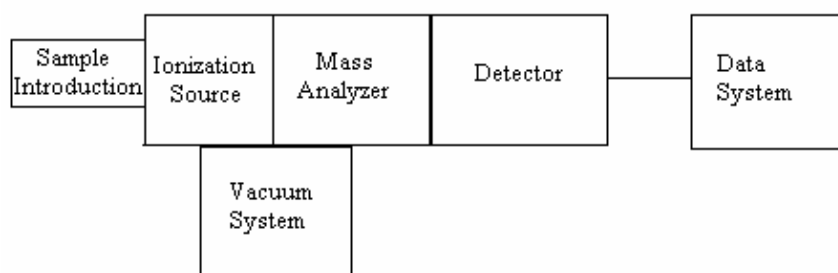 Sample
Introduction
Ionization
Source
Mass
Analyzer
Detector
Data
System
Vacuum
System